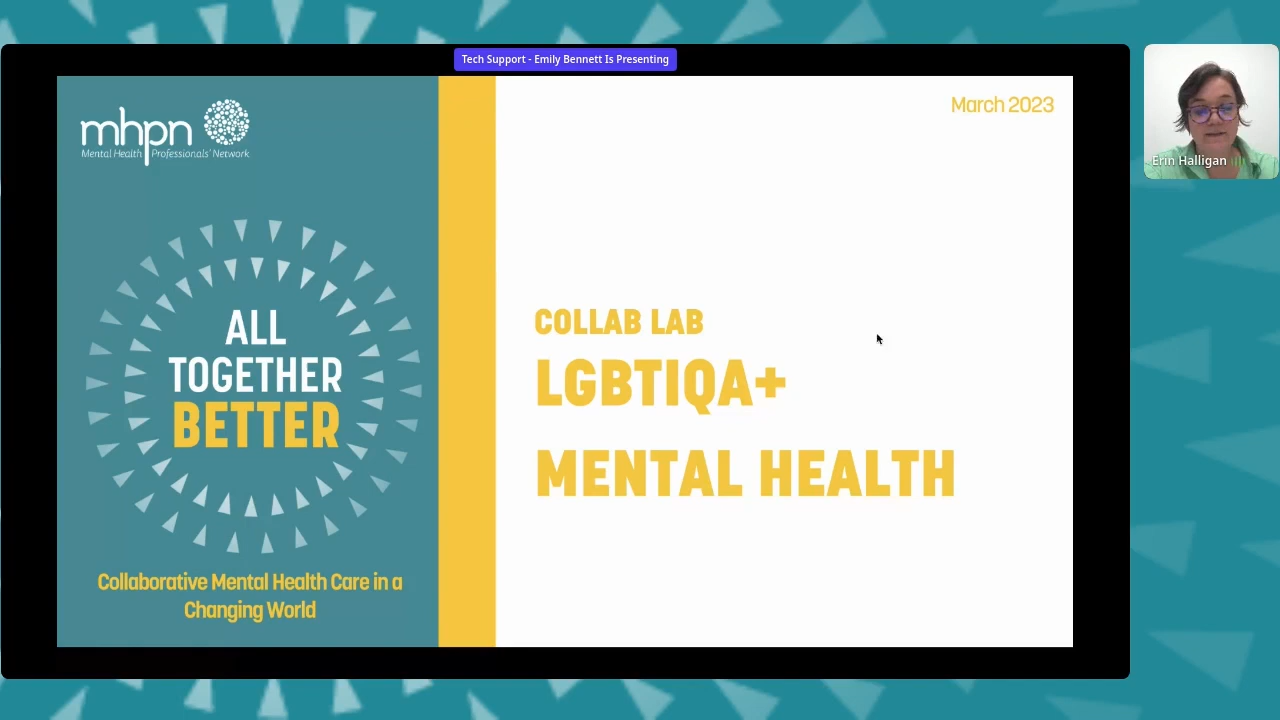 Tech Support - Emily Bennett Is Presenting
mhpn
Mental Health Professionals' Network
March 2023
ALL
TOGETHER
BETTER
Collaborative Mental Health Care in a
Changing World
COLLAB LAB
LGBTIQA+
MENTAL HEALTH
Erin Halligan